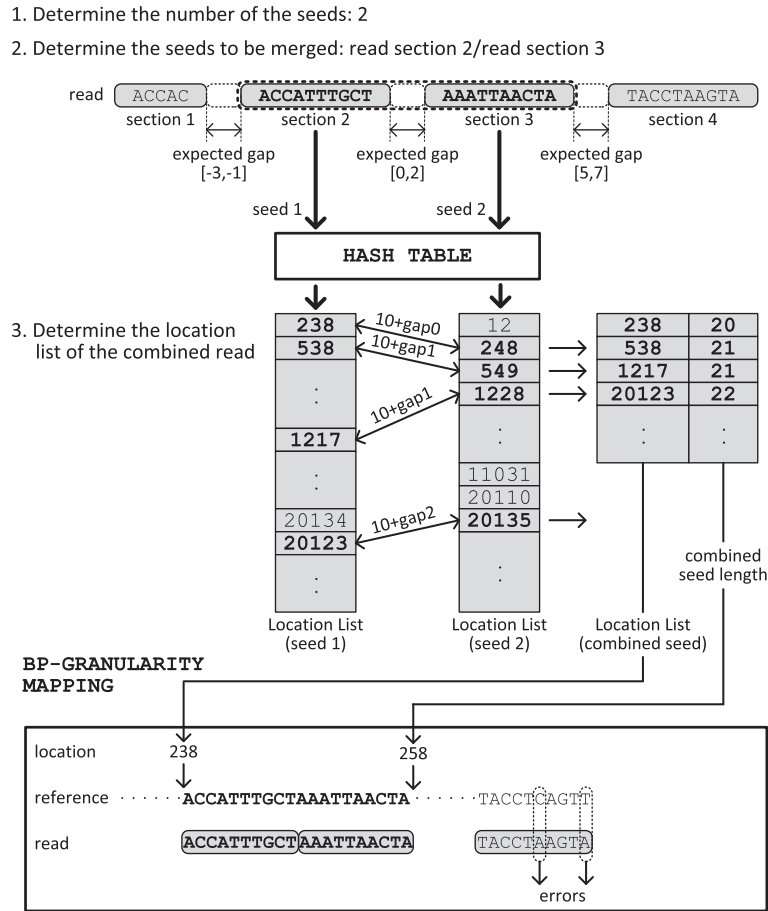 1. Determine the number of the seeds: 2
2. Determine the seeds to be merged: read section 2/read section 3
read ACCAC ACCATTTGCT AAATTAACTA TACCTAAGTA
section 1 section 2 section 3 section 4
expected gap expected gap expected gap
[-3,-1] [0,2] [5,7]
seed 1 seed 2
HASH TABLE
3. Determine the location
list of the combined read
238 10+gap0 12 238 20
538 10+gap1 248 538 21
549 1217 21
10+gap1 1228 20123 22
: : : :
1217
: 11031
20110
20134 10+gap2 20135
20123
: :
combined
seed length
Location List Location List Location List
(seed 1) (seed 2) (combined seed)
BP-GRANULARITY
MAPPING
location 238 258
reference ······ACCATTTGCTAAATTAACTA······TACCTCAGTT
read ACCATTTGCT AAATTAACTA TACCTAAGTA
errors